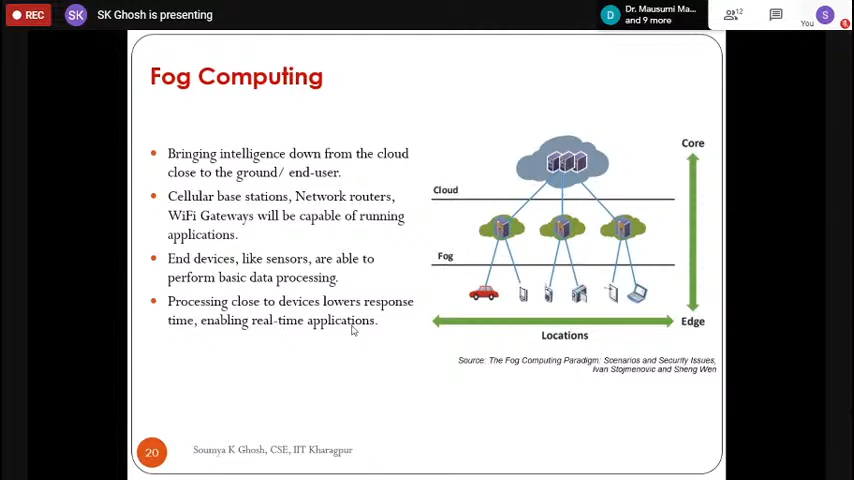 REC
SK
SK Ghosh is presenting
D
Dr. Mausumi Ma...
and 9 more
12
You
S
Fog Computing
Bringing intelligence down from the cloud
close to the ground/ end-user.
Cellular base stations, Network routers,
WiFi Gateways will be capable of running
applications.
End devices, like sensors, are able to
perform basic data processing.
Processing close to devices lowers response
time, enabling real-time applications.
Core
Cloud
Fog
Edge
Locations
Source: The Fog Computing Paradigm: Scenarios and Security Issues,
Ivan Stojmenovic and Sheng Wen
20
Soumya K Ghosh, CSE, IIT Kharagpur